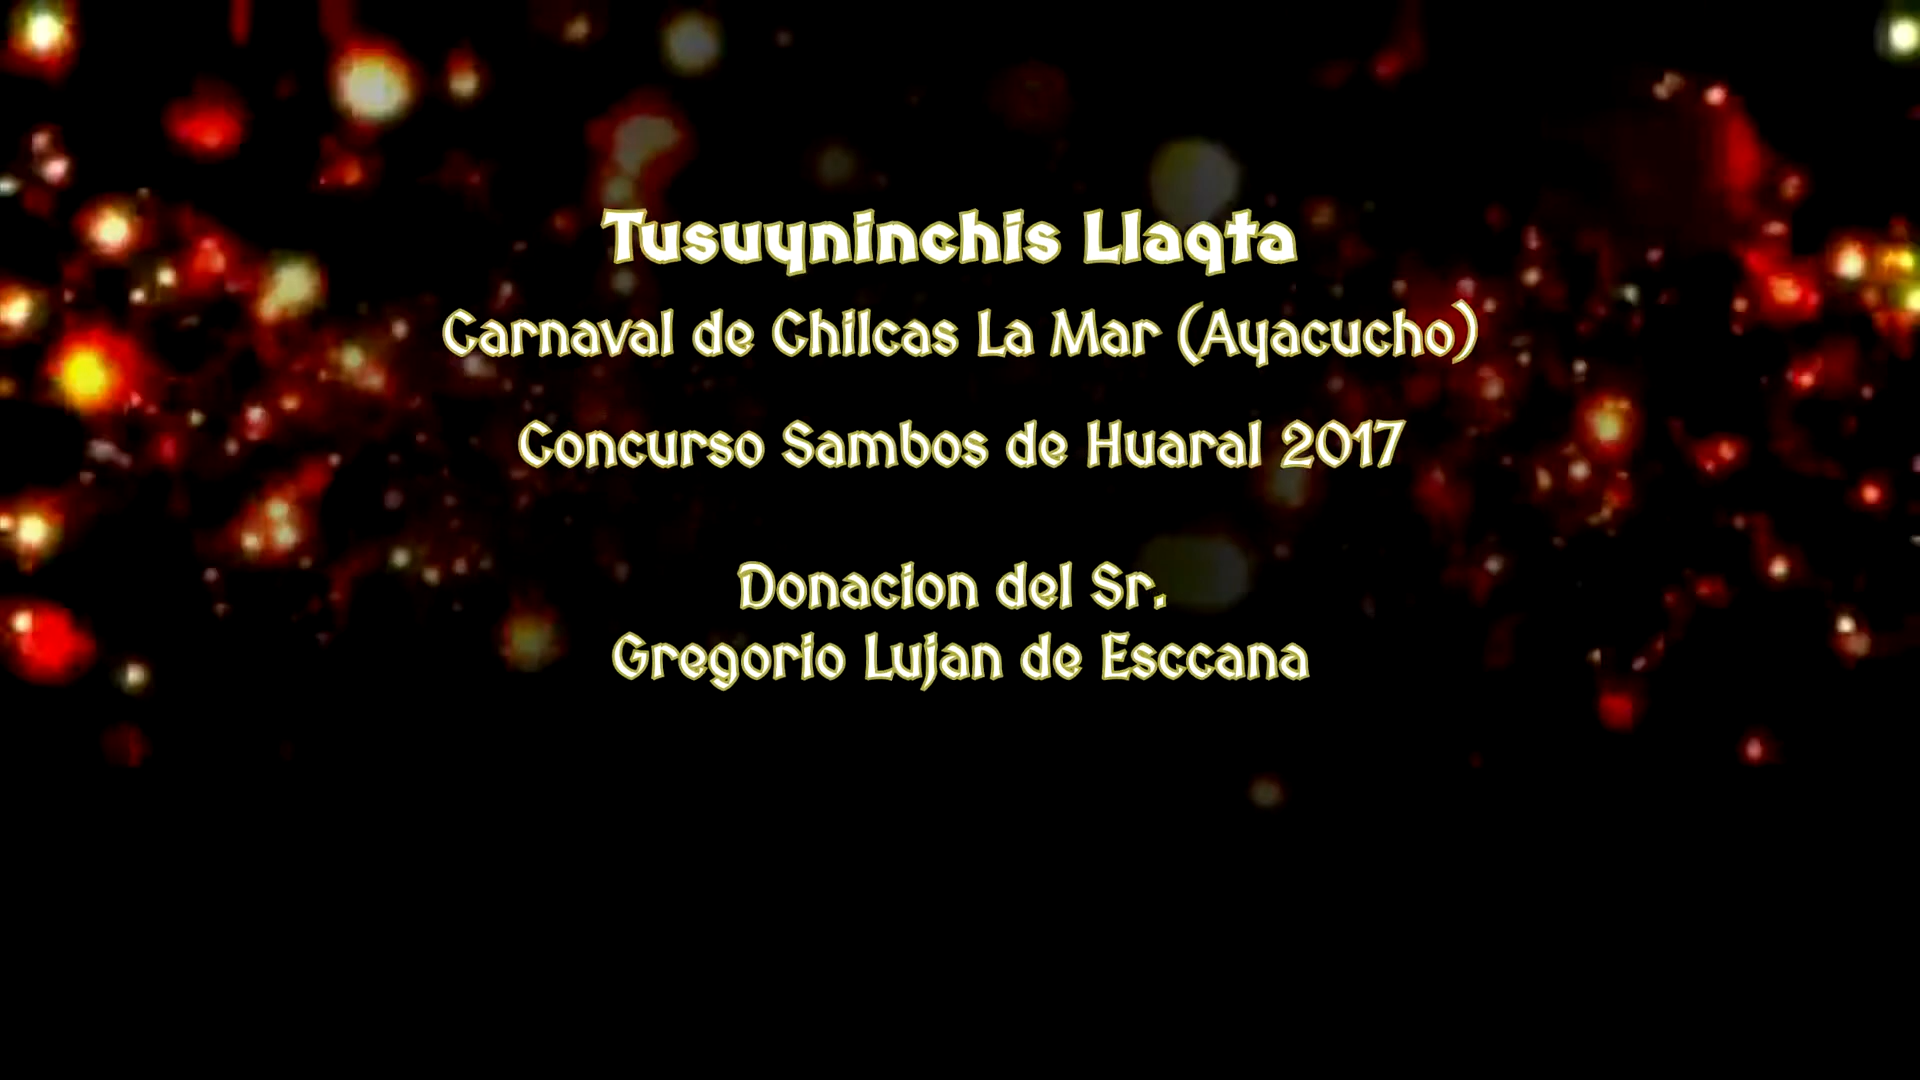 Tusuyninchis Llaqta
Carnaval de Chilcas La Mar (Ayacucho)
Concurso Sambos de Huaral 2017
Donacion del Sr.
Gregorio Lujan de Esccana